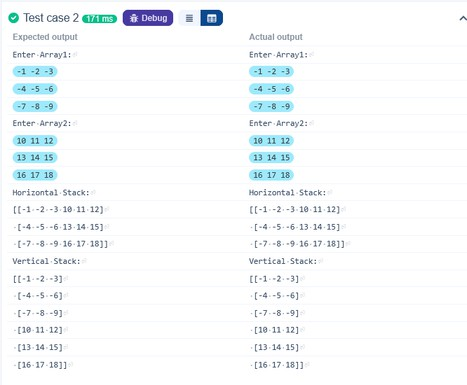 Test case 2 171 ms Debug
Expected output Actual output
Enter Array1: Enter Array1:
-1 -2 -3 -1 -2 -3
-4 -5 -6 -4 -5 -6
-7 -8 -9 -7 -8 -9
Enter Array2: Enter Array2:
10 11 12 10 11 12
13 14 15 13 14 15
16 17 18 16 17 18
Horizontal·Stack: Horizontal·Stack:
[[-1·-2·-3·10·11·12] [[-1·-2·-3·10·11·12]
·[-4·-5·-6·13·14·15] ·[-4·-5·-6·13·14·15]
·[-7·-8·-9·16·17·18]] ·[-7·-8·-9·16·17·18]]
Vertical·Stack: Vertical·Stack:
[[-1·-2·-3] [[-1·-2·-3]
·[-4·-5·-6] ·[-4·-5·-6]
·[-7·-8·-9] ·[-7·-8·-9]
·[10·11·12] ·[10·11·12]
·[13·14·15] ·[13·14·15]
·[16·17·18]] ·[16·17·18]]